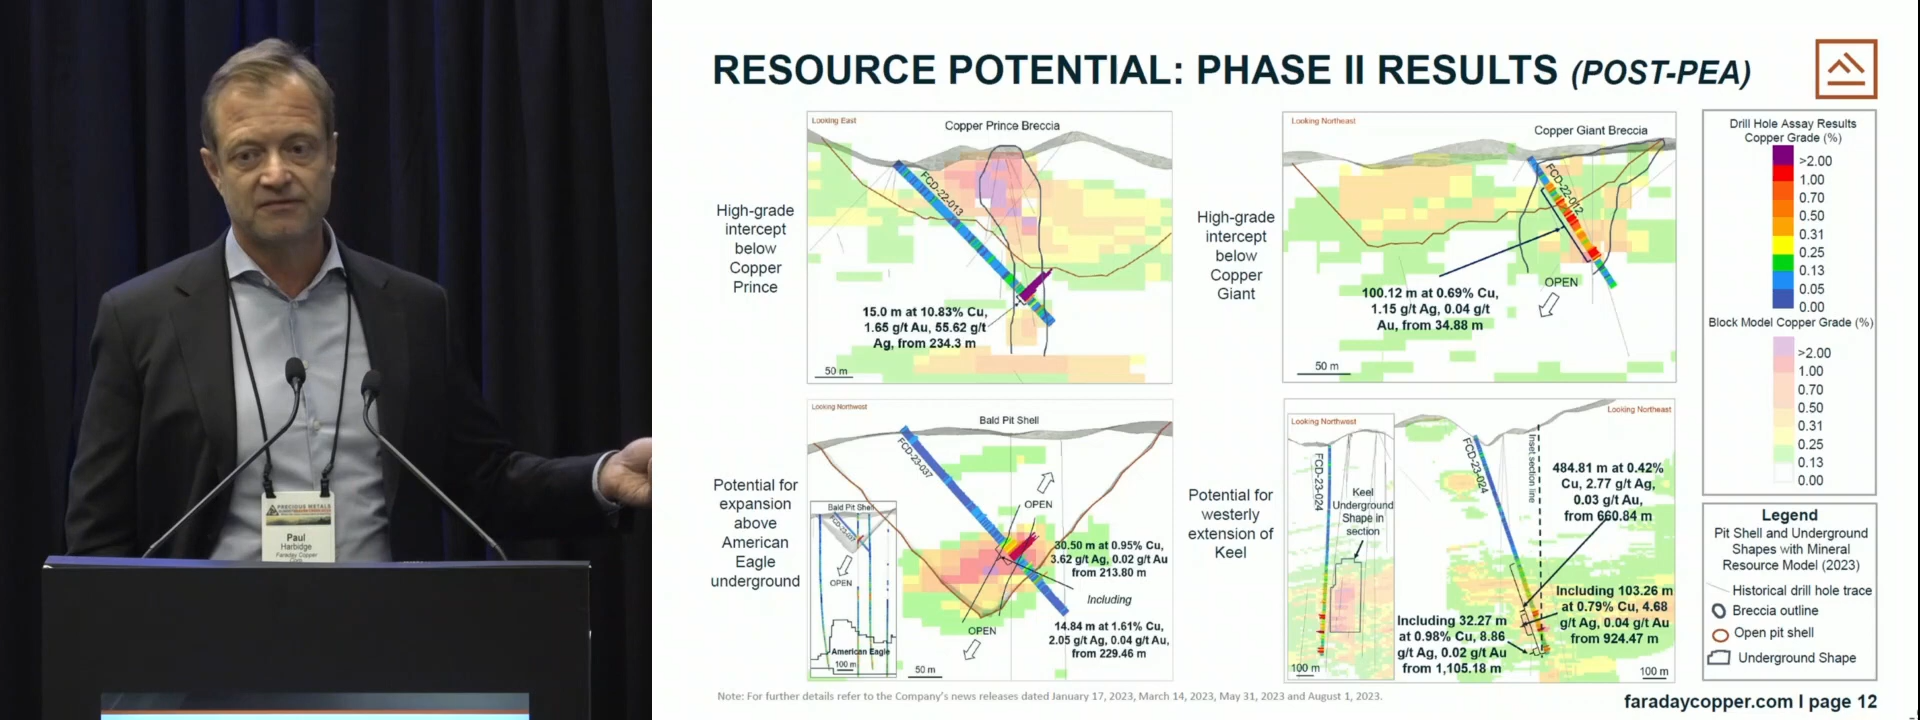 PRECIOUS METALS
Paul
Harbidge
Faraday Copper
RESOURCE POTENTIAL: PHASE II RESULTS (POST-PEA)
High-grade
intercept
below
Copper
Prince
Looking East
Copper Prince Breccia
FCD-22-013
15.0 m at 10.83% Cu,
1.65 g/t Au, 55.62 g/t
Ag, from 234.3 m
50 m
High-grade
intercept
below
Copper
Giant
Looking Northeast
Copper Giant Breccia
FCD-22-012
OPEN
100.12 m at 0.69% Cu,
1.15 g/t Ag, 0.04 g/t
Au, from 34.88 m
50 m
Drill Hole Assay Results
Copper Grade (%)
>2.00
1.00
0.70
0.50
0.31
0.25
0.13
0.05
0.00
Block Model Copper Grade (%)
>2.00
1.00
0.70
0.50
0.31
0.25
0.13
0.00
Potential for
expansion
above
American
Eagle
underground
Looking Northwest
Bald Pit Shell
FCD-23-037
OPEN
30.50 m at 0.95% Cu,
3.62 g/t Ag, 0.02 g/t Au
from 213.80 m
Including
14.84 m at 1.61% Cu,
2.05 g/t Ag, 0.04 g/t Au,
from 229.46 m
OPEN
50 m
Bald Pit Shell
OPEN
American Eagle
100 m
Potential for
westerly
extension of
Keel
Looking Northwest
FCD-23-024
Keel
Underground
Shape in
section
100 m
Looking Northeast
FCD-23-024
Inset section line
484.81 m at 0.42%
Cu, 2.77 g/t Ag,
0.03 g/t Au,
from 660.84 m
Including 103.26 m
at 0.79% Cu, 4.68
g/t Ag, 0.04 g/t Au
from 924.47 m
Including 32.27 m
at 0.98% Cu, 8.86
g/t Ag, 0.02 g/t Au
from 1,105.18 m
100 m
Legend
Pit Shell and Underground
Shapes with Mineral
Resource Model (2023)
Historical drill hole trace
Breccia outline
Open pit shell
Underground Shape
Note: For further details refer to the Company's news releases dated January 17, 2023, March 14, 2023, May 31, 2023 and August 1, 2023.
faradaycopper.com I page 12